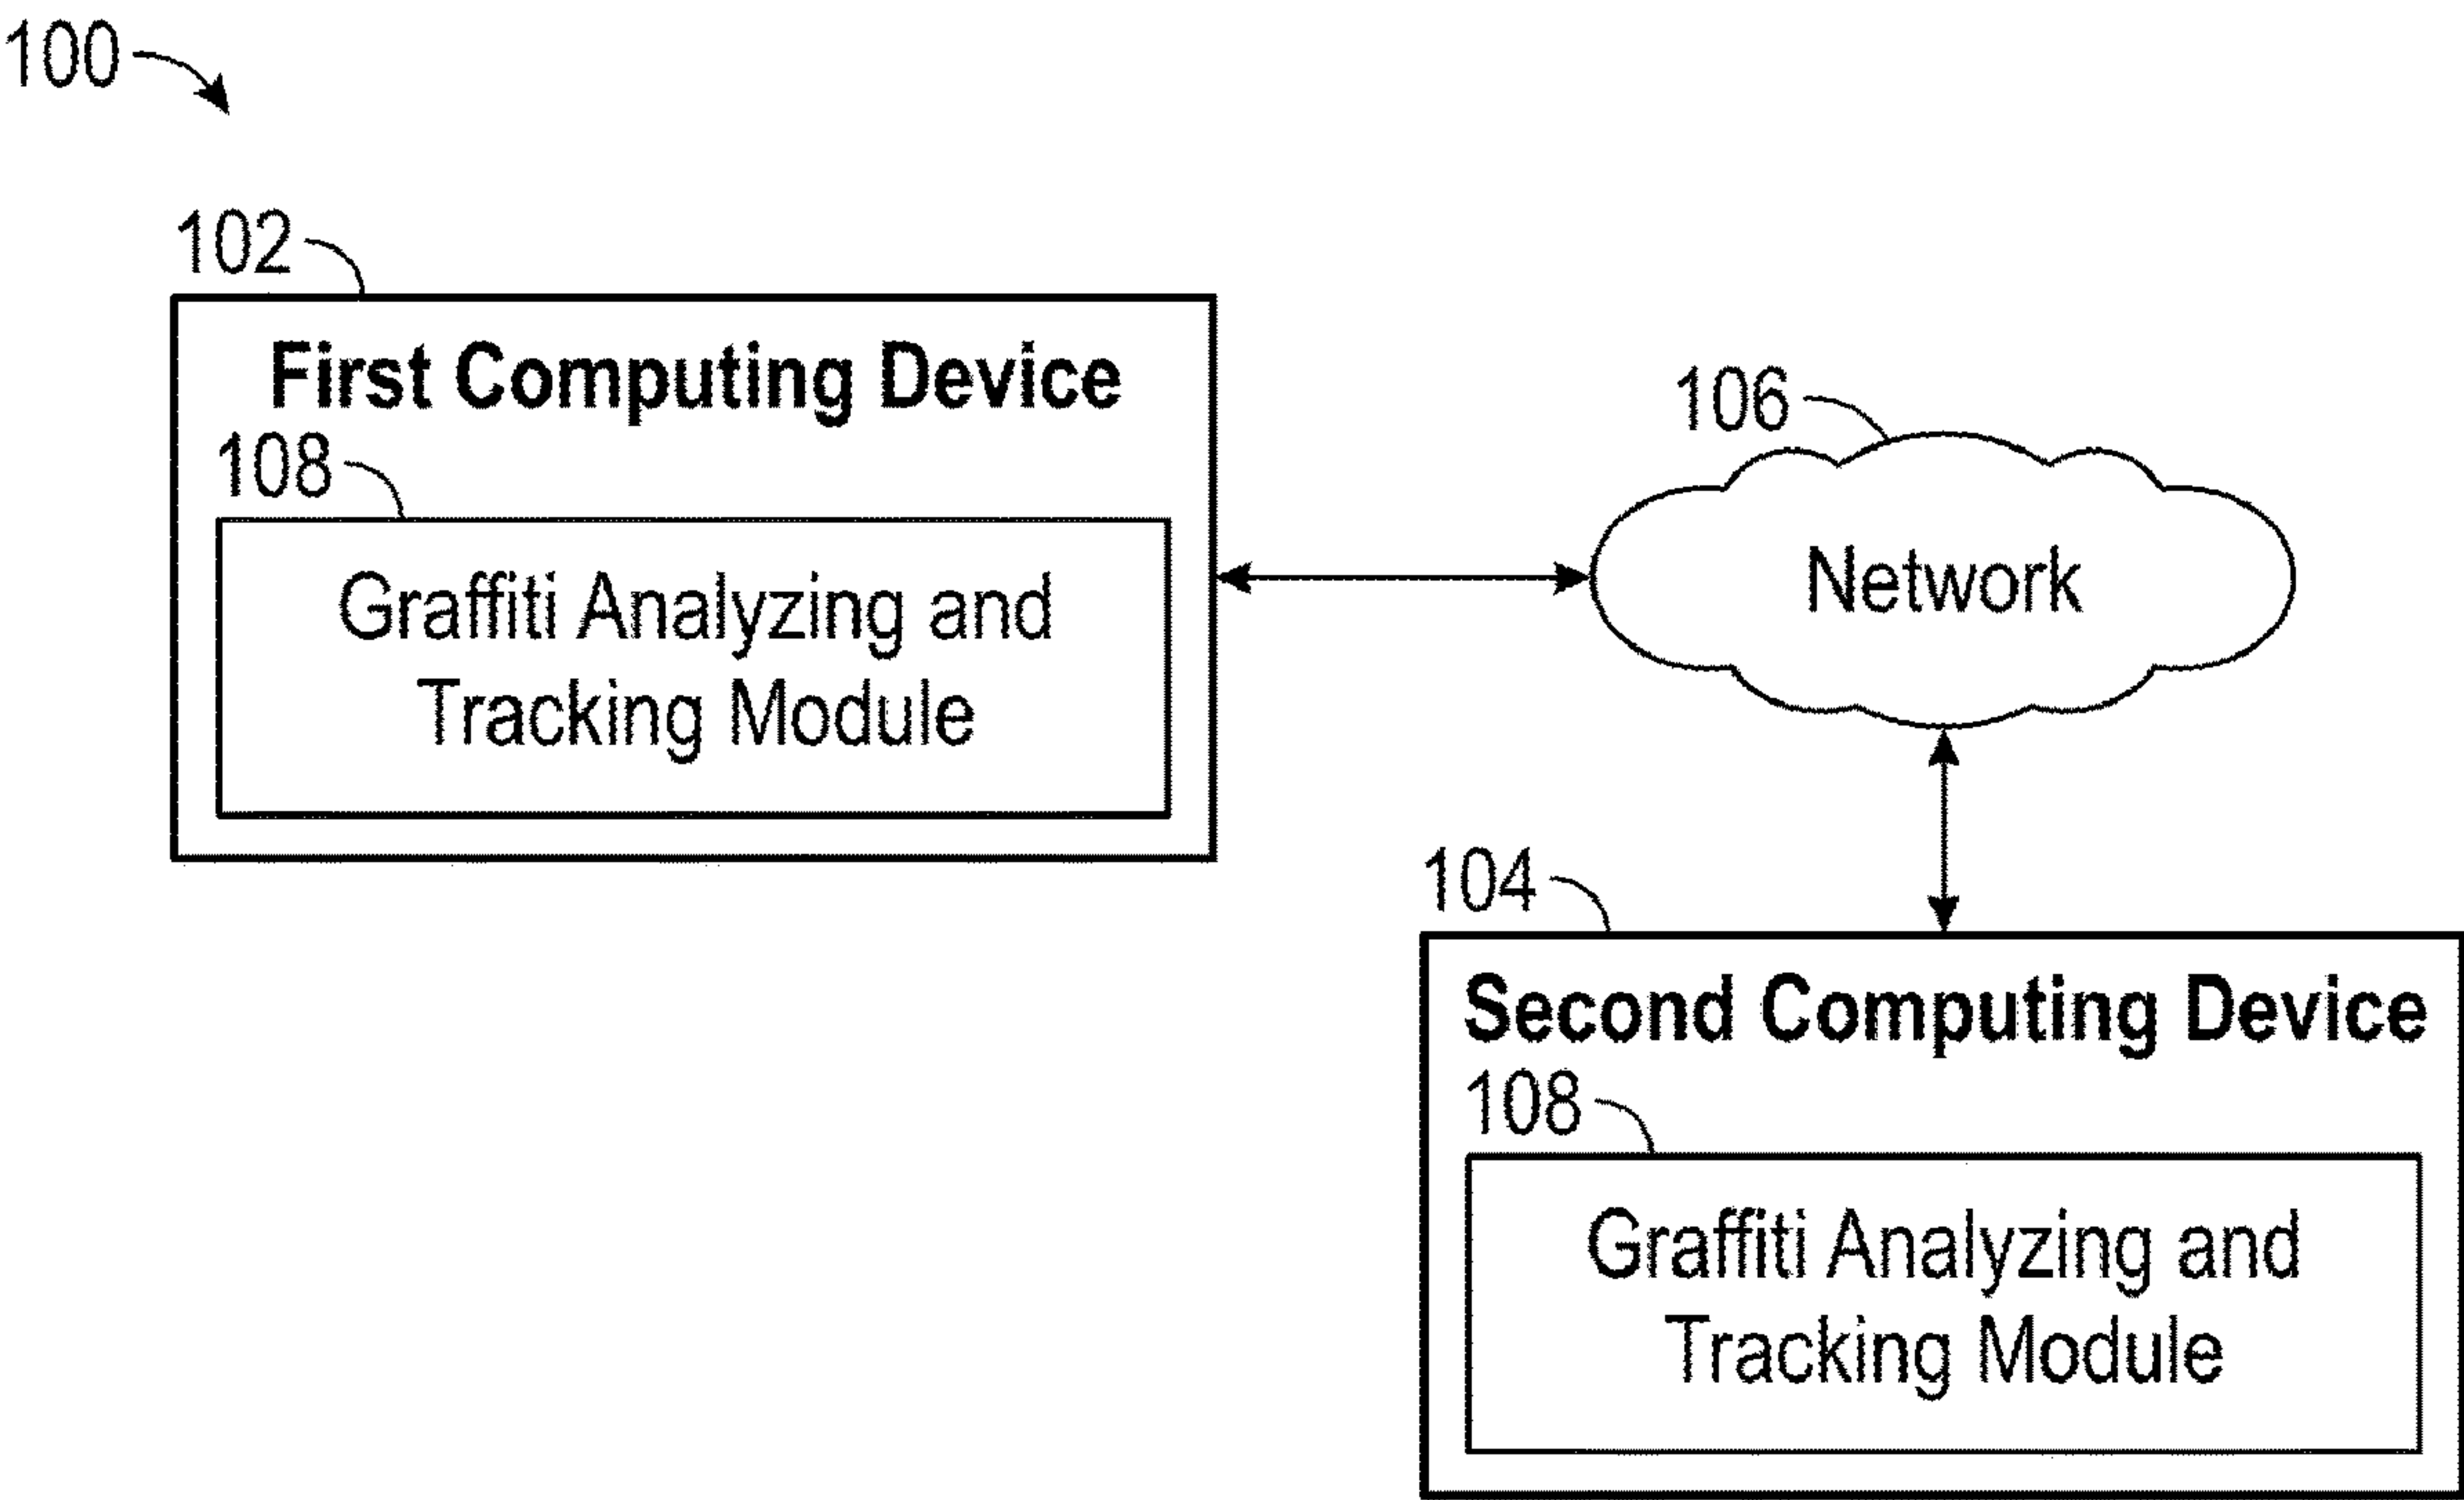 100
102
First Computing Device
108
Graffiti Analyzing and
Tracking Module
106
Network
104
Second Computing Device
108
Graffiti Analyzing and
Tracking Module